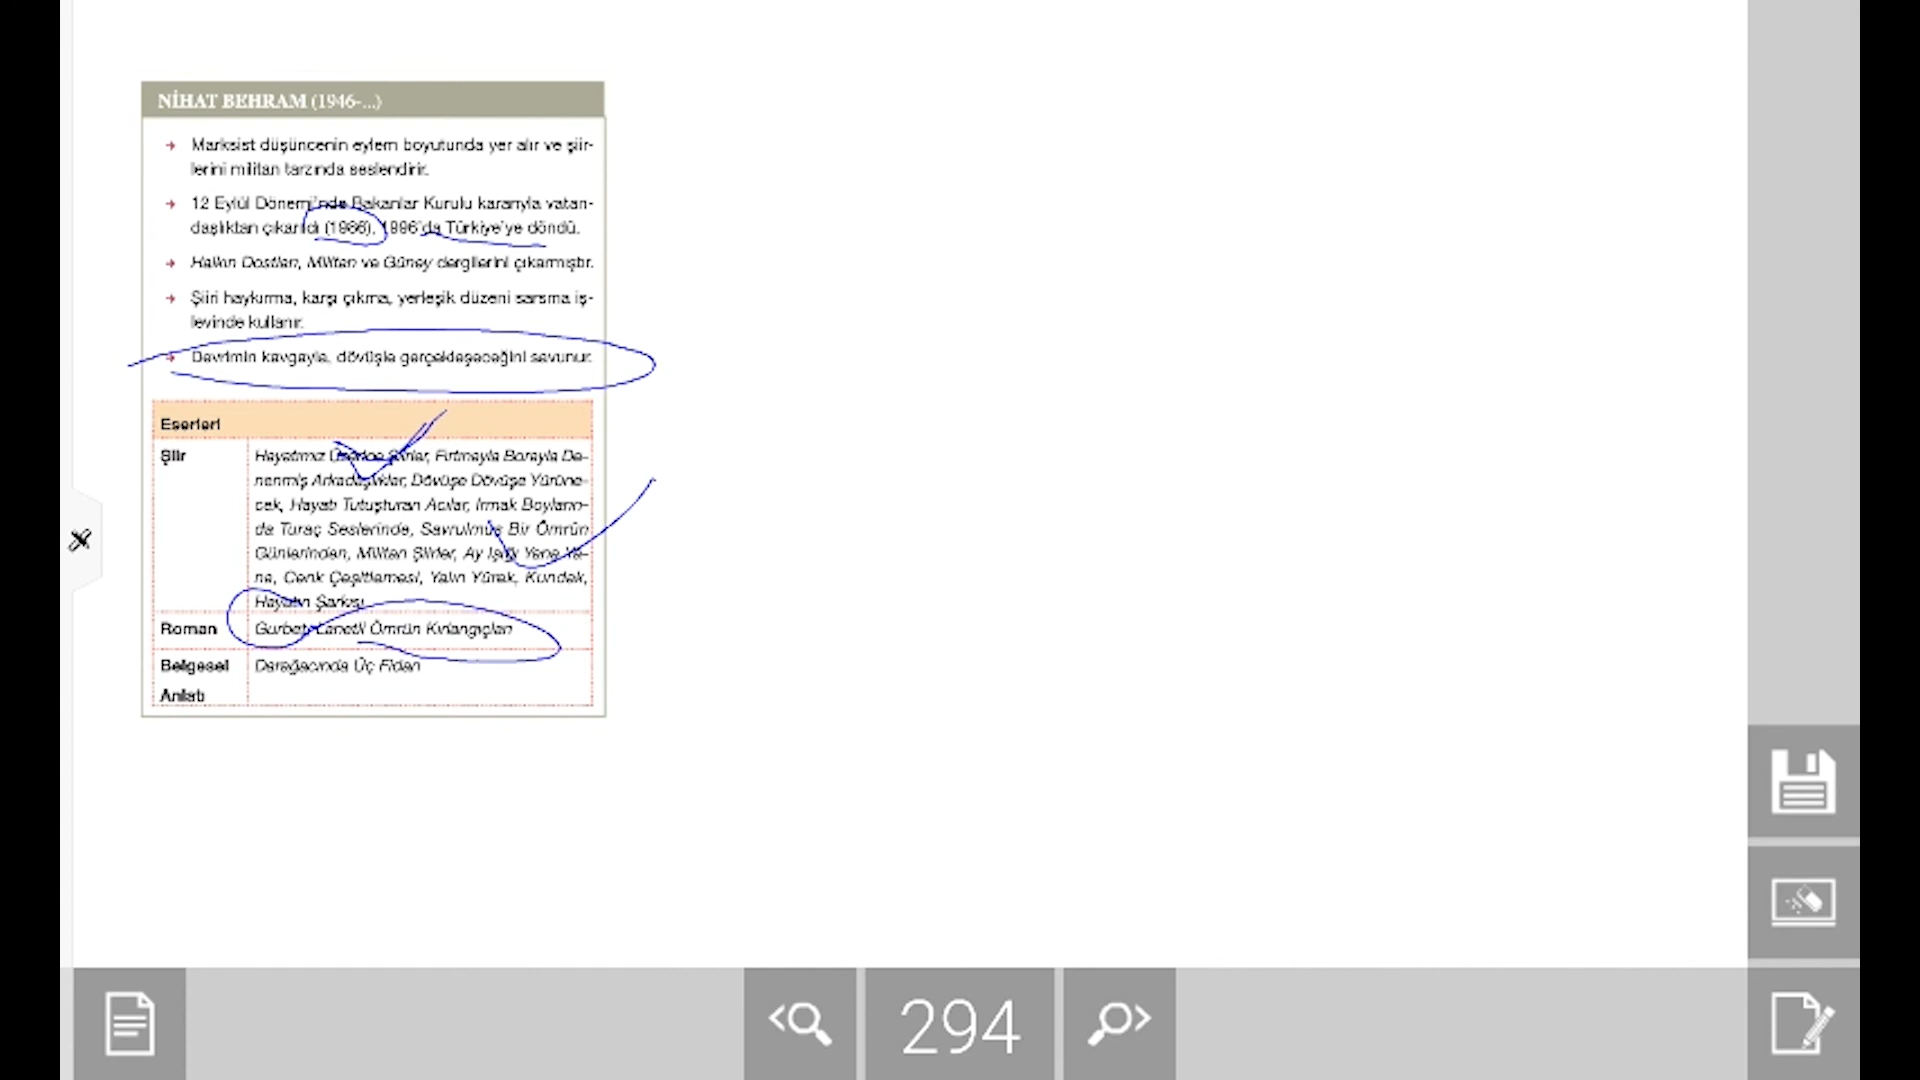 NİHAT BEHRAM (1946-...)
Marksist düşüncenin eylem boyutunda yer alır ve şiir-
lerini militan tarzında seslendirir.
12 Eylül Dönemi'nde Bakanlar Kurulu kararıyla vatan-
daşlıktan çıkarıldı (1986), 1996'da Türkiye'ye döndü.
Halkın Dostları, Militan ve Güney dergilerini çıkarmıştır.
Şiiri haykırma, karşı çıkma, yerleşik düzeni sarsma iş-
levinde kullanır.
Devrimin kavgayla, dövüşle gerçekleşeceğini savunur.
Eserleri
Şiir
Hayatımız Üzerine Şiirler, Fırtınayla Borayla De-
nenmiş Arkadaşlıklar, Dövüşe Dövüşe Yürüne-
cek, Hayatı Tutuşturan Acılar, Irmak Boyların-
da Turaç Seslerinde, Savrulmuş Bir Ömrün
Günlerinden, Militan Şiirler, Ay Işığı Yana Ya-
na, Cenk Çeşitlemesi, Yalın Yürek, Kundak,
Hayatın Şarkısı
Roman
Gurbet, Lanetli Ömrün Kırlangıçları
Belgesel
Anlatı
Darağacında Üç Fidan
294